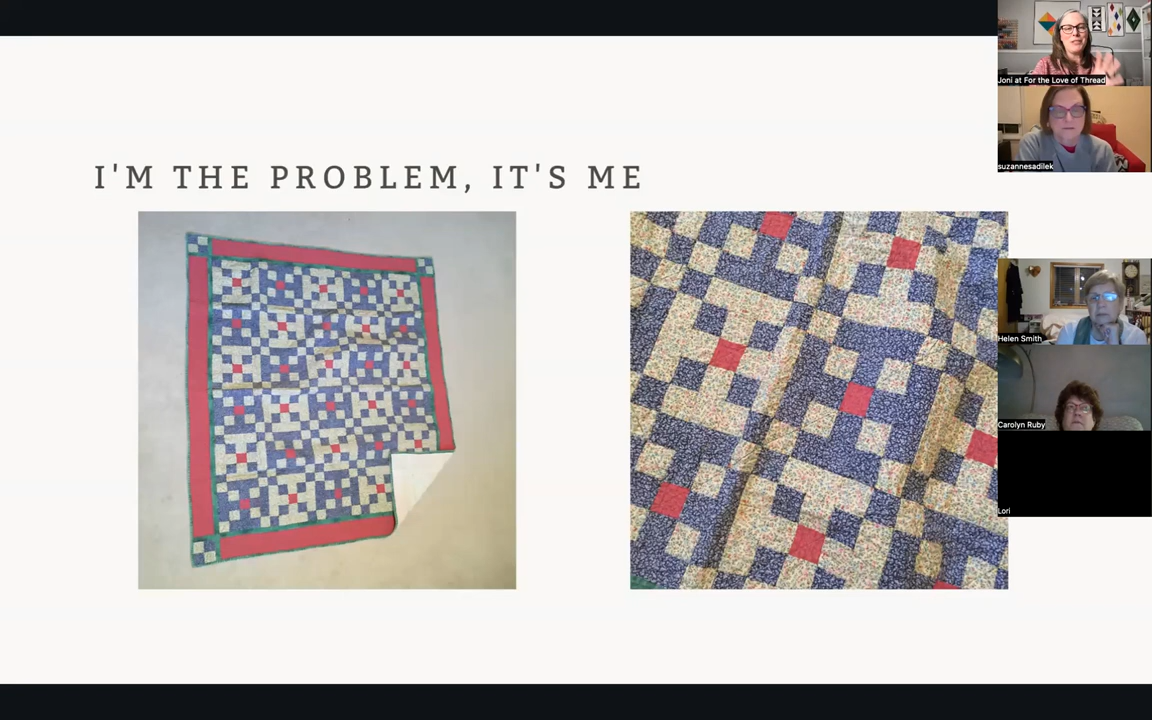 I'M THE PROBLEM, IT'S ME
Joni at For the Love of Thread
suzannesadilek
Helen Smith
Carolyn Ruby
Lori